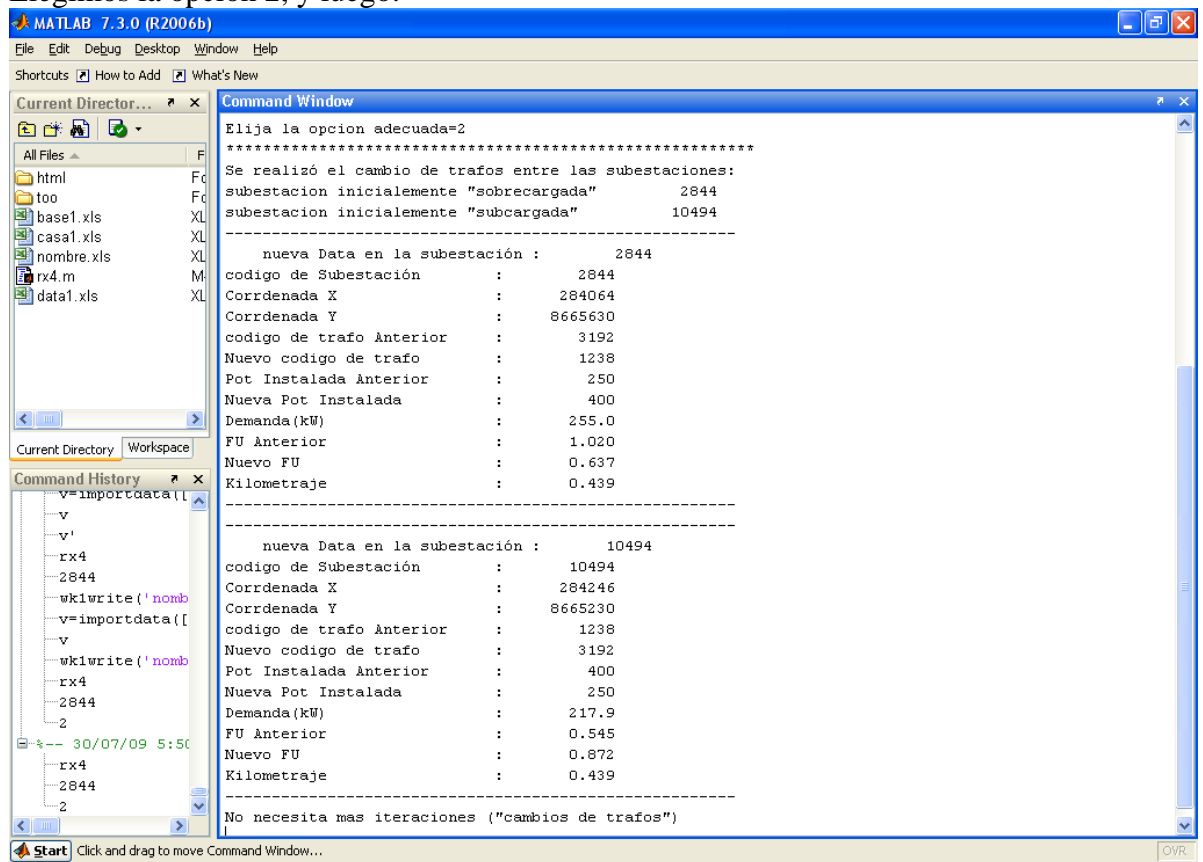 MATLAB 7.3.0 (R2006b)
File Edit Debug Desktop Window Help
Shortcuts How to Add What's New
Current Director...
All Files F
html Fo
too Fo
base1.xls XL
casa1.xls XL
nombre.xls XL
rx4.m M-
data1.xls XL
Current Directory Workspace
Command History
v=importdata([
v
v'
rx4
2844
wk1write('nomb
v=importdata([
v
wk1write('nomb
rx4
2844
2
%-- 30/07/09 5:50
rx4
2844
2
Command Window
Elija la opcion adecuada=2
*********************************************************
Se realizó el cambio de trafos entre las subestaciones:
subestacion inicialemente "sobrecargada" 2844
subestacion inicialemente "subcargada" 10494
-------------------------------------------------------
nueva Data en la subestación : 2844
codigo de Subestación : 2844
Corrdenada X : 284064
Corrdenada Y : 8665630
codigo de trafo Anterior : 3192
Nuevo codigo de trafo : 1238
Pot Instalada Anterior : 250
Nueva Pot Instalada : 400
Demanda(kW) : 255.0
FU Anterior : 1.020
Nuevo FU : 0.637
Kilometraje : 0.439
-------------------------------------------------------
-------------------------------------------------------
nueva Data en la subestación : 10494
codigo de Subestación : 10494
Corrdenada X : 284246
Corrdenada Y : 8665230
codigo de trafo Anterior : 1238
Nuevo codigo de trafo : 3192
Pot Instalada Anterior : 400
Nueva Pot Instalada : 250
Demanda(kW) : 217.9
FU Anterior : 0.545
Nuevo FU : 0.872
Kilometraje : 0.439
-------------------------------------------------------
No necesita mas iteraciones ("cambios de trafos")
Start Click and drag to move Command Window... OVR